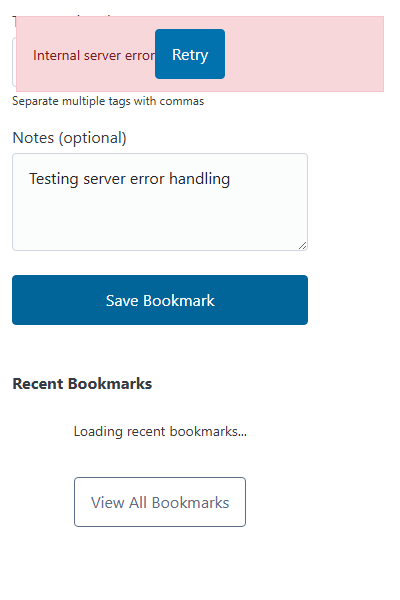 Internal server error
Retry
Separate multiple tags with commas
Notes (optional)
Testing server error handling
Save Bookmark
Recent Bookmarks
Loading recent bookmarks...
View All Bookmarks